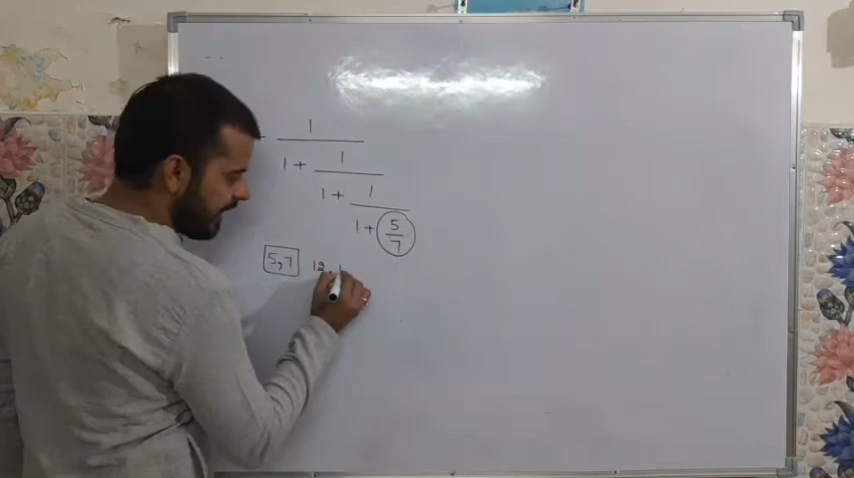 1
1 + 1
1 + 1
1 + 5
7
5,7 12,